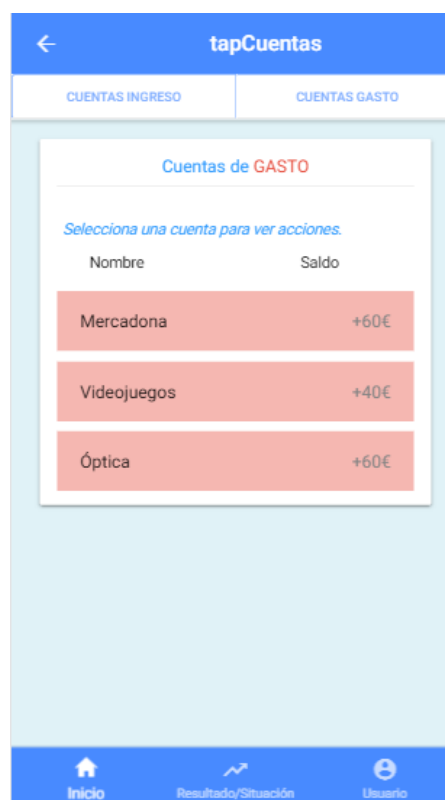 tapCuentas
CUENTAS INGRESO CUENTAS GASTO
Cuentas de GASTO
Selecciona una cuenta para ver acciones.
Nombre Saldo
Mercadona +60€
Videojuegos +40€
Óptica +60€
Inicio Resultado/Situación Usuario